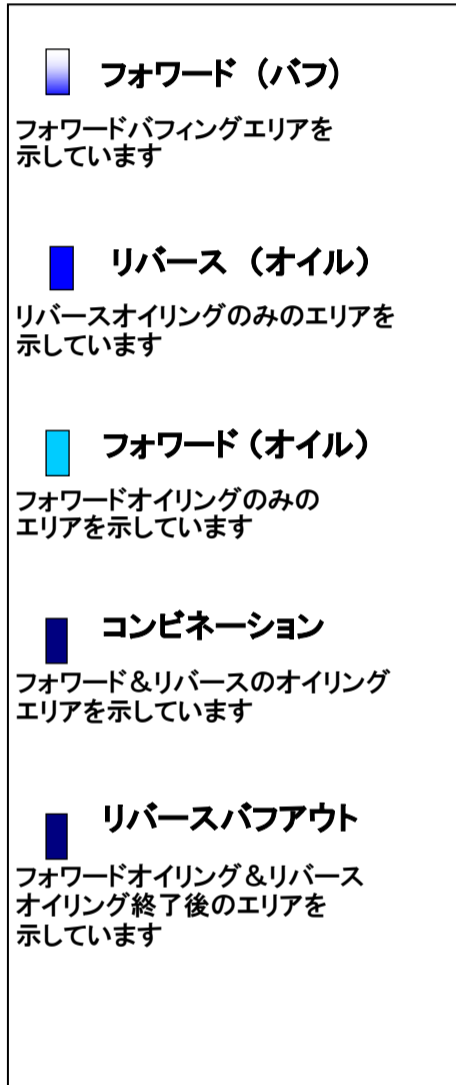 フォワード （バフ）
フォワードバフィングエリアを
示しています
リバース （オイル）
リバースオイリングのみのエリアを
示しています
フォワード（オイル）
フォワードオイリングのみの
エリアを示しています
コンビネーション
フォワード＆リバースのオイリング
エリアを示しています
リバースバフアウト
フォワードオイリング＆リバース
オイリング終了後のエリアを
示しています